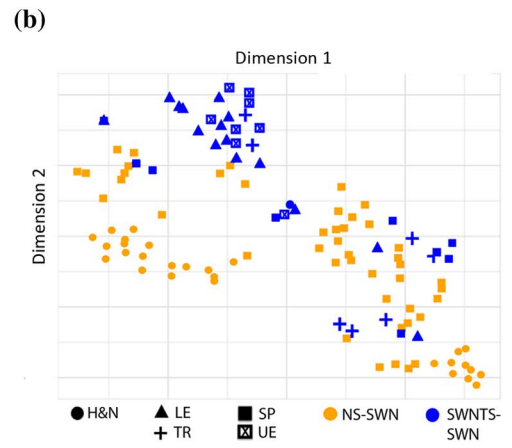 (b)
Dimension 1
Dimension 2
H&N LE SP NS-SWN SWNTS-
TR UE SWN